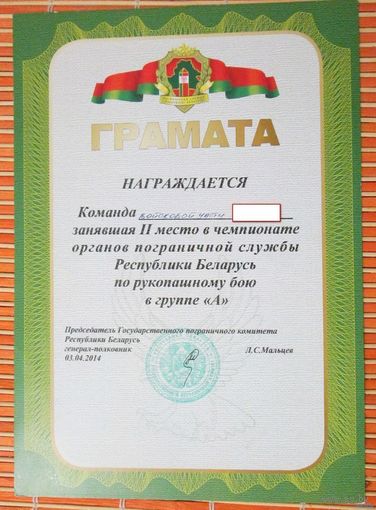 ГРАМАТА
НАГРАЖДАЕТСЯ
Команда войсковой части
занявшая II место в чемпионате
органов пограничной службы
Республики Беларусь
по рукопашному бою
в группе «А»
Председатель Государственного пограничного комитета
Республики Беларусь
генерал-полковник Л.С.Мальцев
03.04.2014